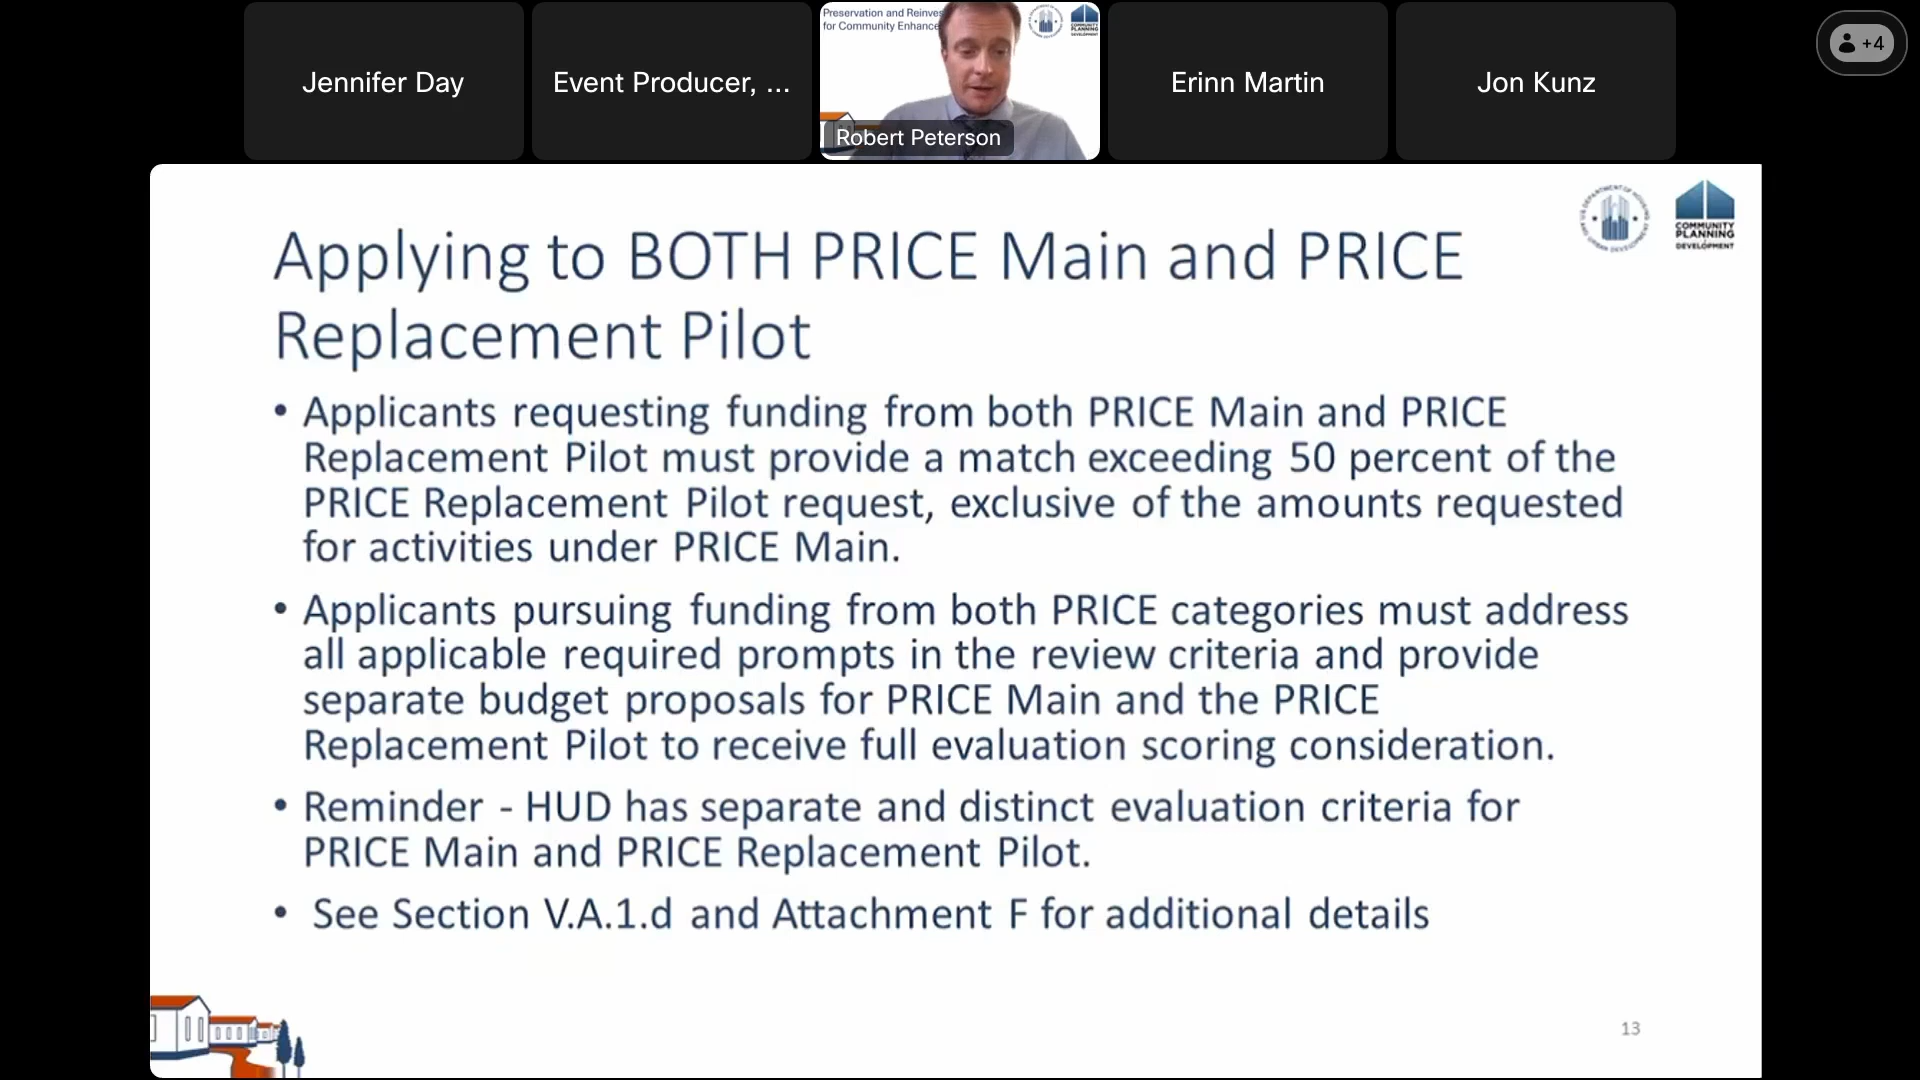 Jennifer Day
Event Producer, ...
Preservation and Reinves
for Community Enhance
Robert Peterson
Erinn Martin
Jon Kunz
+4
COMMUNITY
PLANNING
DEVELOPMENT
Applying to BOTH PRICE Main and PRICE
Replacement Pilot
• Applicants requesting funding from both PRICE Main and PRICE
Replacement Pilot must provide a match exceeding 50 percent of the
PRICE Replacement Pilot request, exclusive of the amounts requested
for activities under PRICE Main.
• Applicants pursuing funding from both PRICE categories must address
all applicable required prompts in the review criteria and provide
separate budget proposals for PRICE Main and the PRICE
Replacement Pilot to receive full evaluation scoring consideration.
• Reminder - HUD has separate and distinct evaluation criteria for
PRICE Main and PRICE Replacement Pilot.
• See Section V.A.1.d and Attachment F for additional details
13